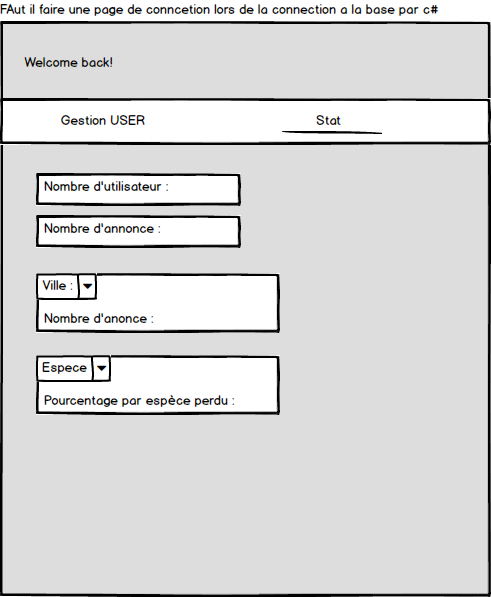 FAut il faire une page de conncetion lors de la connection a la base par c#
Welcome back!
Gestion USER
Stat
Nombre d'utilisateur :
Nombre d'annonce :
Ville :
Nombre d'anonce :
Espece
Pourcentage par espèce perdu :